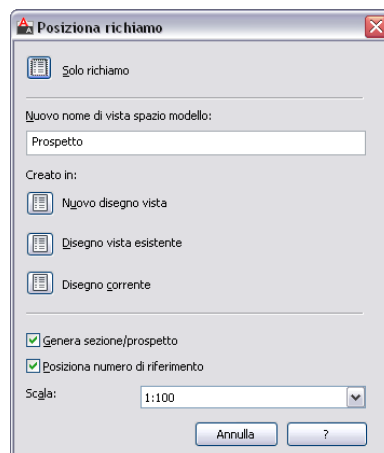 Posiziona richiamo
Solo richiamo
Nuovo nome di vista spazio modello:
Prospetto
Creato in:
Nuovo disegno vista
Disegno vista esistente
Disegno corrente
Genera sezione/prospetto
Posiziona numero di riferimento
Scala:
1:100
Annulla
?